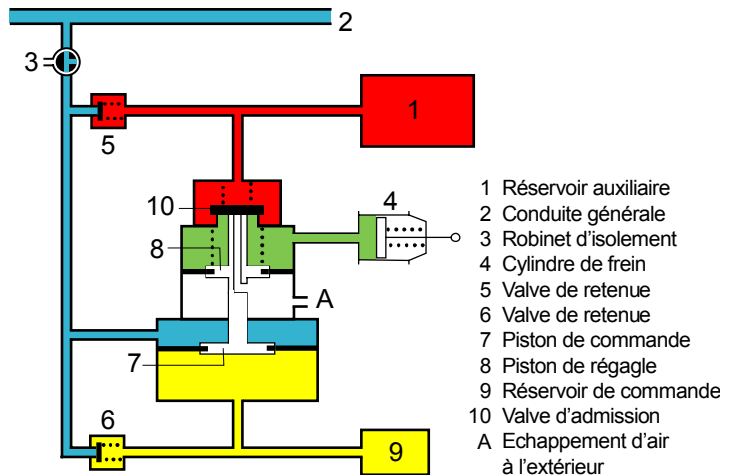 2
3
5
1
10
4
8
A
7
6
9
1 Réservoir auxiliaire
2 Conduite générale
3 Robinet d'isolement
4 Cylindre de frein
5 Valve de retenue
6 Valve de retenue
7 Piston de commande
8 Piston de régagle
9 Réservoir de commande
10 Valve d'admission
A Echappement d'air
à l'extérieur